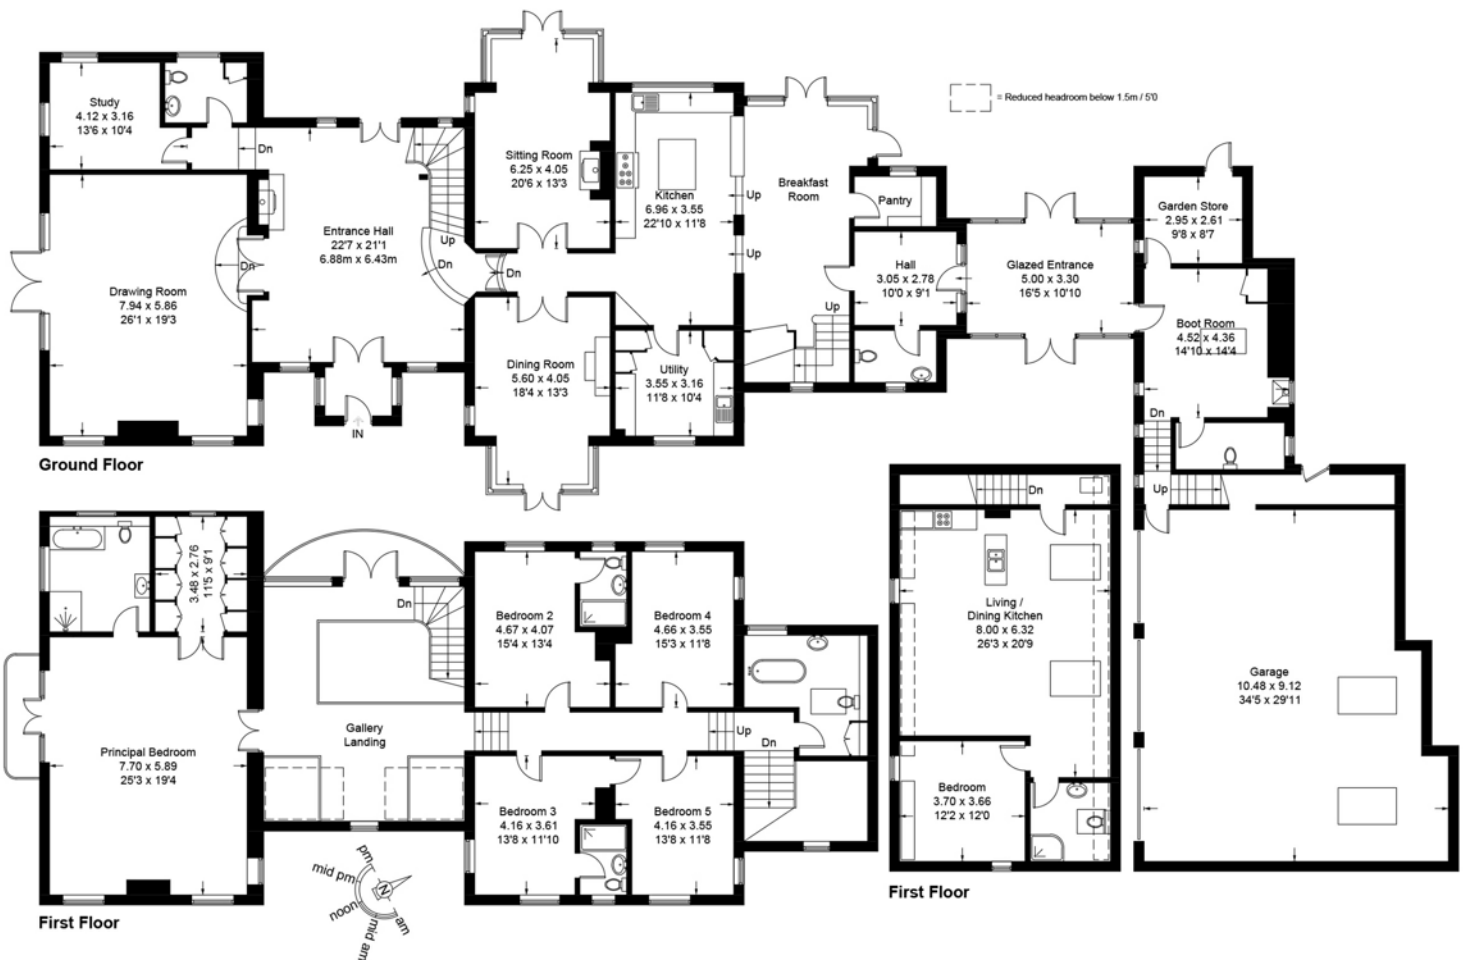 = Reduced headroom below 1.5m / 5'0
Study
4.12 x 3.16
13'6 x 10'4
Dn
Drawing Room
7.94 x 5.86
26'1 x 19'3
Dn
Entrance Hall
22'7 x 21'1
6.88m x 6.43m
Up
Dn
IN
Sitting Room
6.25 x 4.05
20'6 x 13'3
Dn
Dining Room
5.60 x 4.05
18'4 x 13'3
Kitchen
6.96 x 3.55
22'10 x 11'8
Utility
3.55 x 3.16
11'8 x 10'4
Up
Up
Breakfast
Room
Up
Pantry
Hall
3.05 x 2.78
10'0 x 9'1
Glazed Entrance
5.00 x 3.30
16'5 x 10'10
Garden Store
2.95 x 2.61
9'8 x 8'7
Boot Room
4.52 x 4.36
14'10 x 14'4
Dn
Up
Garage
10.48 x 9.12
34'5 x 29'11
Ground Floor
3.48 x 2.76
11'5 x 9'1
Principal Bedroom
7.70 x 5.89
25'3 x 19'4
Dn
Gallery
Landing
Bedroom 2
4.67 x 4.07
15'4 x 13'4
Bedroom 4
4.66 x 3.55
15'3 x 11'8
Up
Dn
Bedroom 3
4.16 x 3.61
13'8 x 11'10
Bedroom 5
4.16 x 3.55
13'8 x 11'8
First Floor
pm
mid pm
noon
mid am
am
N
Dn
Living /
Dining Kitchen
8.00 x 6.32
26'3 x 20'9
Bedroom
3.70 x 3.66
12'2 x 12'0
First Floor